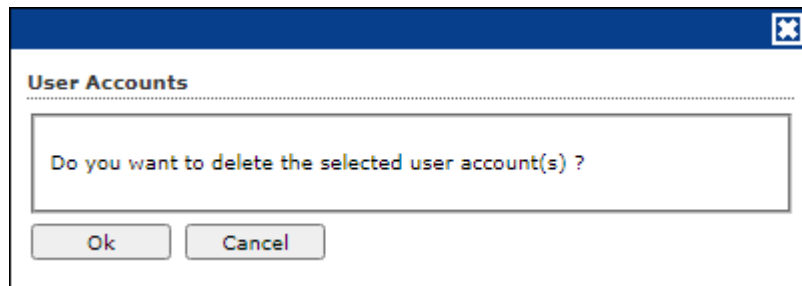 User Accounts
Do you want to delete the selected user account(s) ?
Ok Cancel